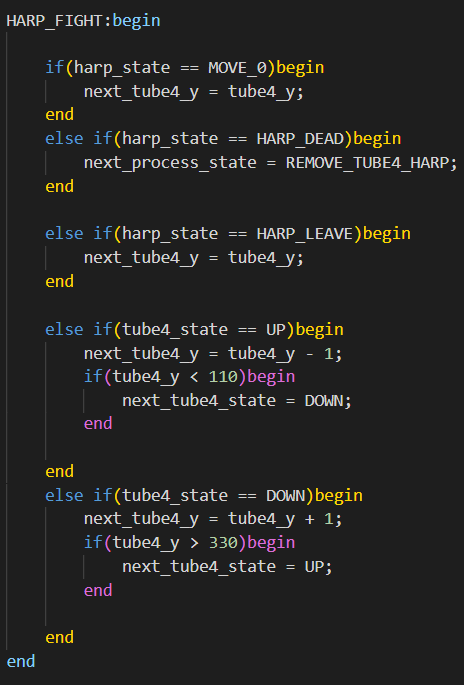 HARP_FIGHT:begin
if(harp_state == MOVE_0)begin
next_tube4_y = tube4_y;
end
else if(harp_state == HARP_DEAD)begin
next_process_state = REMOVE_TUBE4_HARP;
end
else if(harp_state == HARP_LEAVE)begin
next_tube4_y = tube4_y;
end
else if(tube4_state == UP)begin
next_tube4_y = tube4_y - 1;
if(tube4_y < 110)begin
next_tube4_state = DOWN;
end
end
else if(tube4_state == DOWN)begin
next_tube4_y = tube4_y + 1;
if(tube4_y > 330)begin
next_tube4_state = UP;
end
end
end